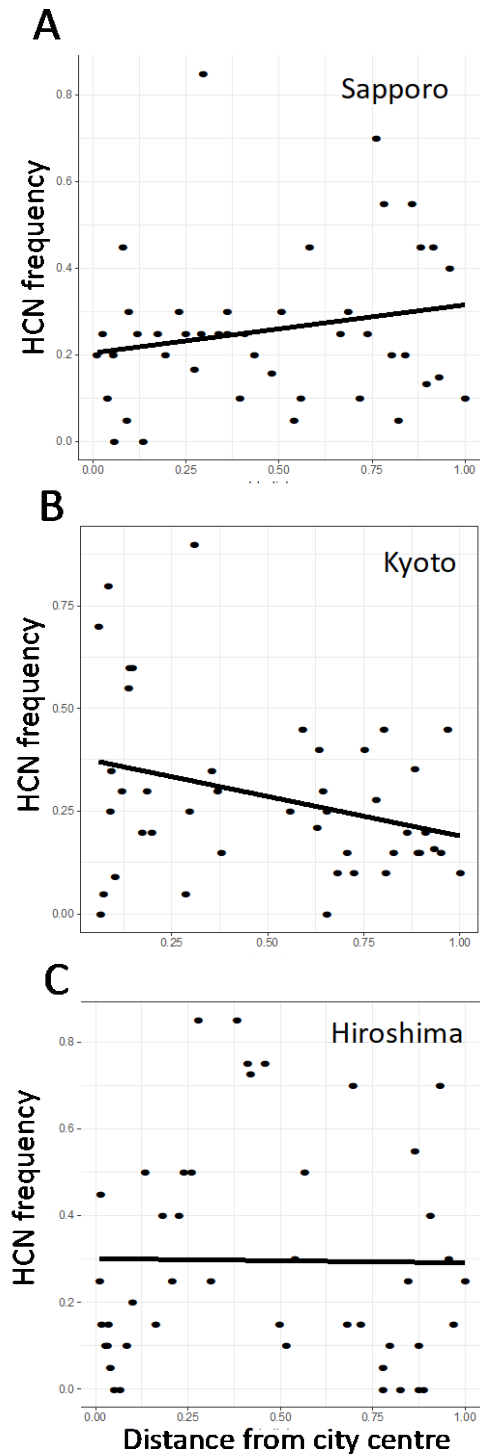 A
Sapporo
HCN frequency
0.8
0.6
0.4
0.2
0.0
0.00 0.25 0.50 0.75 1.00
B
Kyoto
HCN frequency
0.75
0.50
0.25
0.00
0.25 0.50 0.75 1.00
C
Hiroshima
HCN frequency
0.8
0.6
0.4
0.2
0.0
0.00 0.25 0.50 0.75 1.00
Distance from city centre